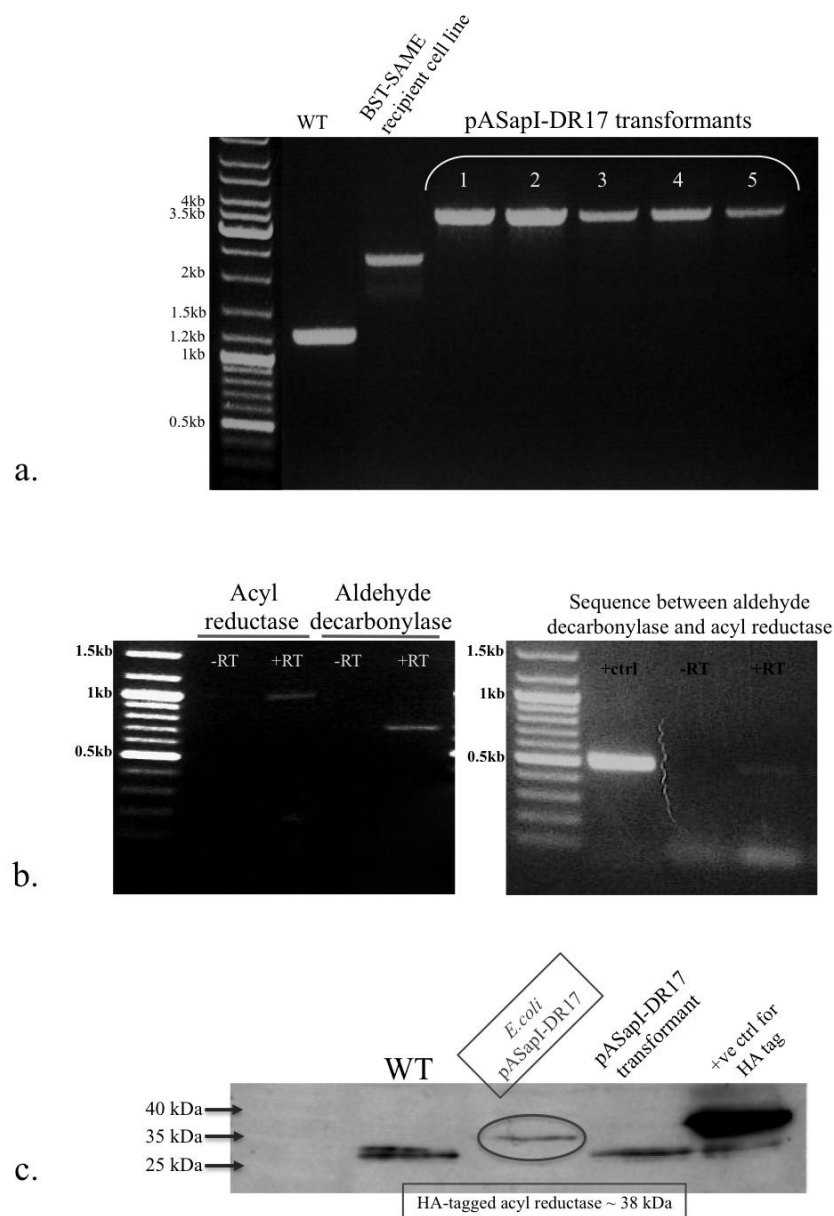 BST-SAME
recipient cell line
WT
pASapI-DR17 transformants
1 2 3 4 5
4kb
3.5kb
2kb
1.5kb
1.2kb
1kb
0.5kb
a.
Acyl
reductase
Aldehyde
decarbonylase
-RT +RT -RT +RT
1.5kb
1kb
0.5kb
Sequence between aldehyde
decarbonylase and acyl reductase
+ctrl -RT +RT
1.5kb
1kb
0.5kb
b.
WT
E.coli
pASapI-DR17
pASapI-DR17
transformant
+ve ctrl for
HA tag
40 kDa
35 kDa
25 kDa
c.
HA-tagged acyl reductase ~ 38 kDa